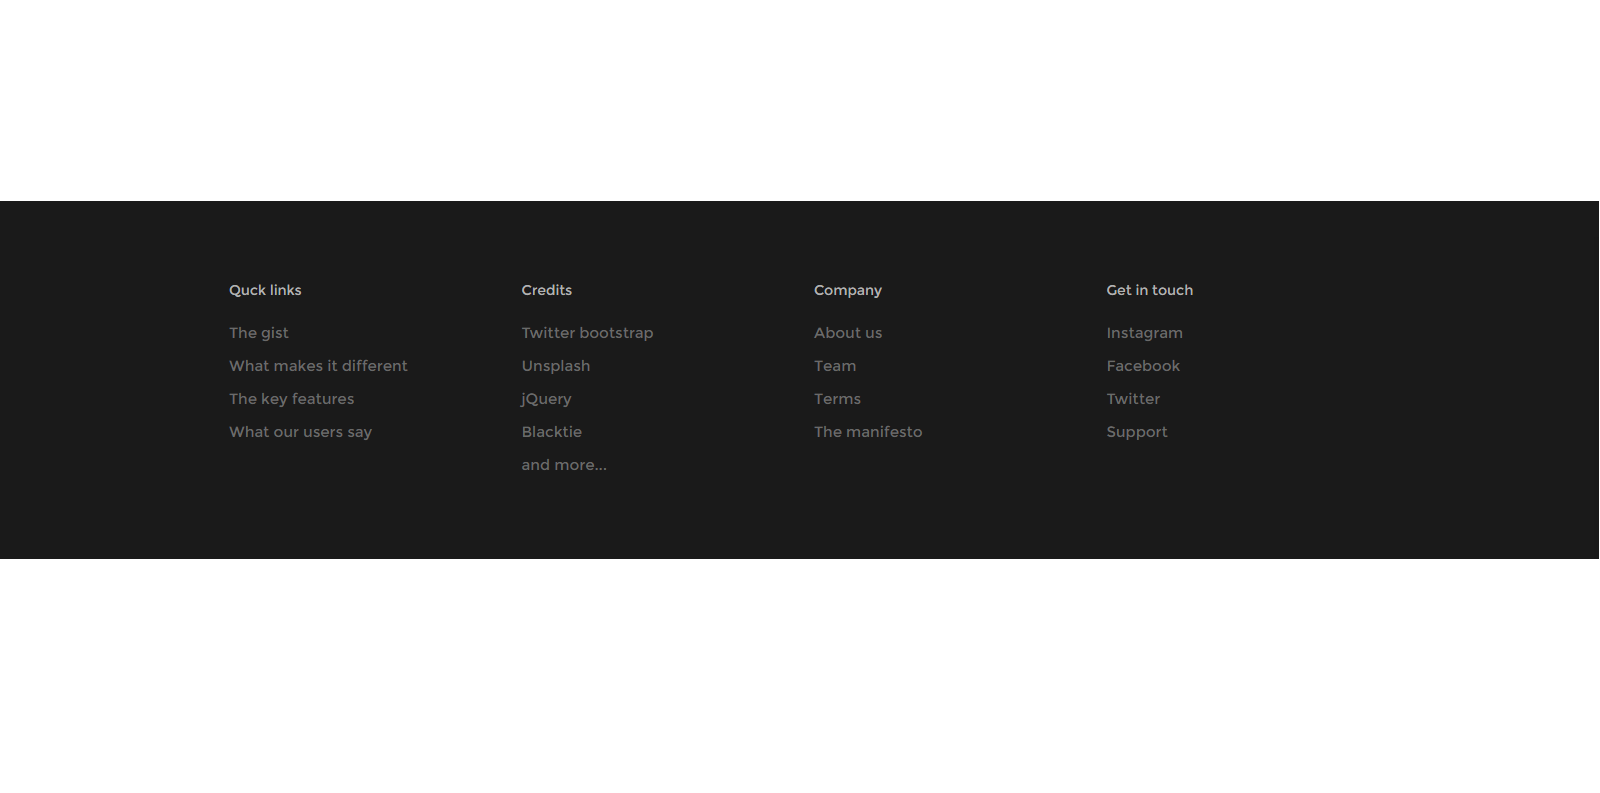 Quck links
The gist
What makes it different
The key features
What our users say
Credits
Twitter bootstrap
Unsplash
jQuery
Blacktie
and more...
Company
About us
Team
Terms
The manifesto
Get in touch
Instagram
Facebook
Twitter
Support